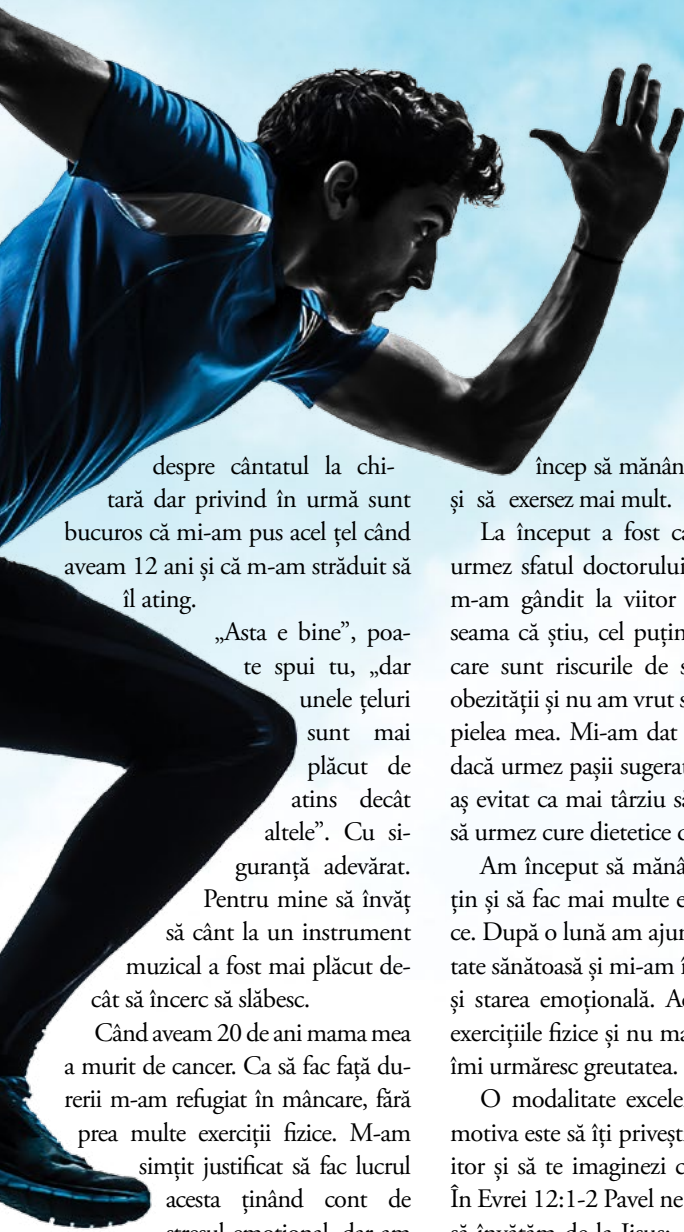 despre cântatul la chi-
tară dar privind în urmă sunt
bucuros că mi-am pus acel țel când
aveam 12 ani și că m-am străduit să
îl ating.
„Asta e bine”, poa-
te spui tu, „dar
unele țeluri
sunt mai
plăcut de
atins decât
altele”. Cu si-
guranță adevărat.
Pentru mine să învăț
să cânt la un instrument
muzical a fost mai plăcut de-
cât să încerc să slăbesc.
Când aveam 20 de ani mama mea
a murit de cancer. Ca să fac față du-
rerii m-am refugiat în mâncare, fără
prea multe exerciții fizice. M-am
simțit justificat să fac lucrul
acesta ținând cont de
stresul emoțional, dar am
încep să mănân
și să exersez mai mult.
La început a fost ca
urmez sfatul doctorului
m-am gândit la viitor
seama că știu, cel puțin
care sunt riscurile de s
obezității și nu am vrut s
pielea mea. Mi-am dat
dacă urmez pașii sugerat
aș evitat ca mai târziu să
să urmez cure dietetice d
Am început să mănâ
țin și să fac mai multe e
ce. După o lună am ajun
tate sănătoasă și mi-am î
și starea emoțională. Ac
exercițiile fizice și nu ma
îmi urmăresc greutatea.
O modalitate excele
motiva este să îți privești
itor și să te imaginezi c
În Evrei 12:1-2 Pavel ne
să învățăm de la Isus: